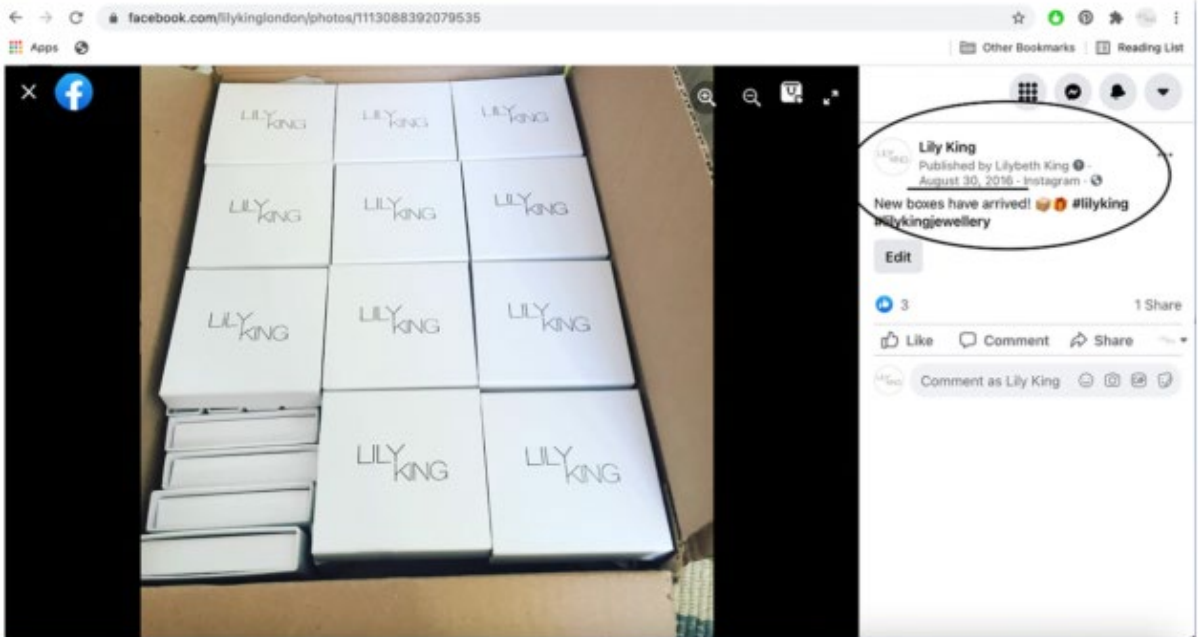 facebook.com/lilykinglondon/photos/1113088392079535
Apps
Other Bookmarks
Reading List
LILY KING LILY KING LILY KING
LILY KING LILY KING LILY KING
LILY KING LILY KING LILY KING
LILY KING LILY KING
Lily King
Published by Lilybeth King
August 30, 2016 · Instagram ·
New boxes have arrived! 📦🎁 #lilyking
#lilykingjewellery
Edit
3
1 Share
Like Comment Share
Comment as Lily King